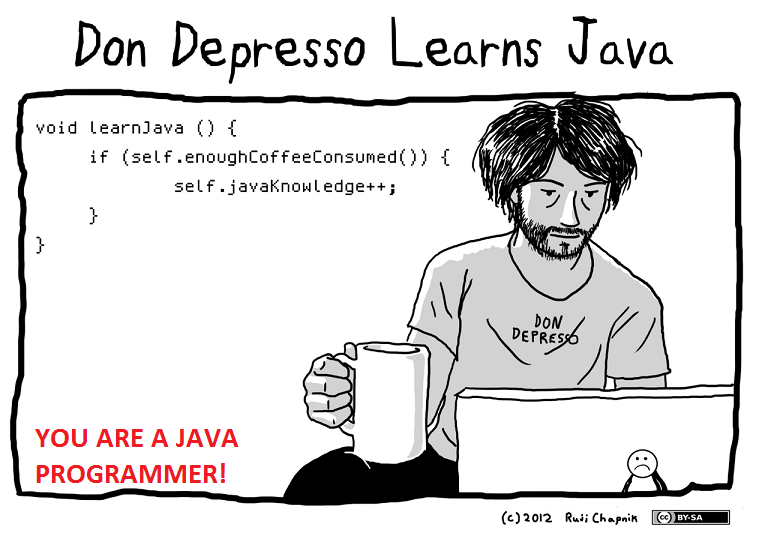 Don Depresso Learns Java
void learnJava () {
if (self.enoughCoffeeConsumed()) {
self.javaKnowledge++;
}
}
DON
DEPRESSO
YOU ARE A JAVA
PROGRAMMER!
(c) 2012 Rudi Chapnik
cc BY-SA